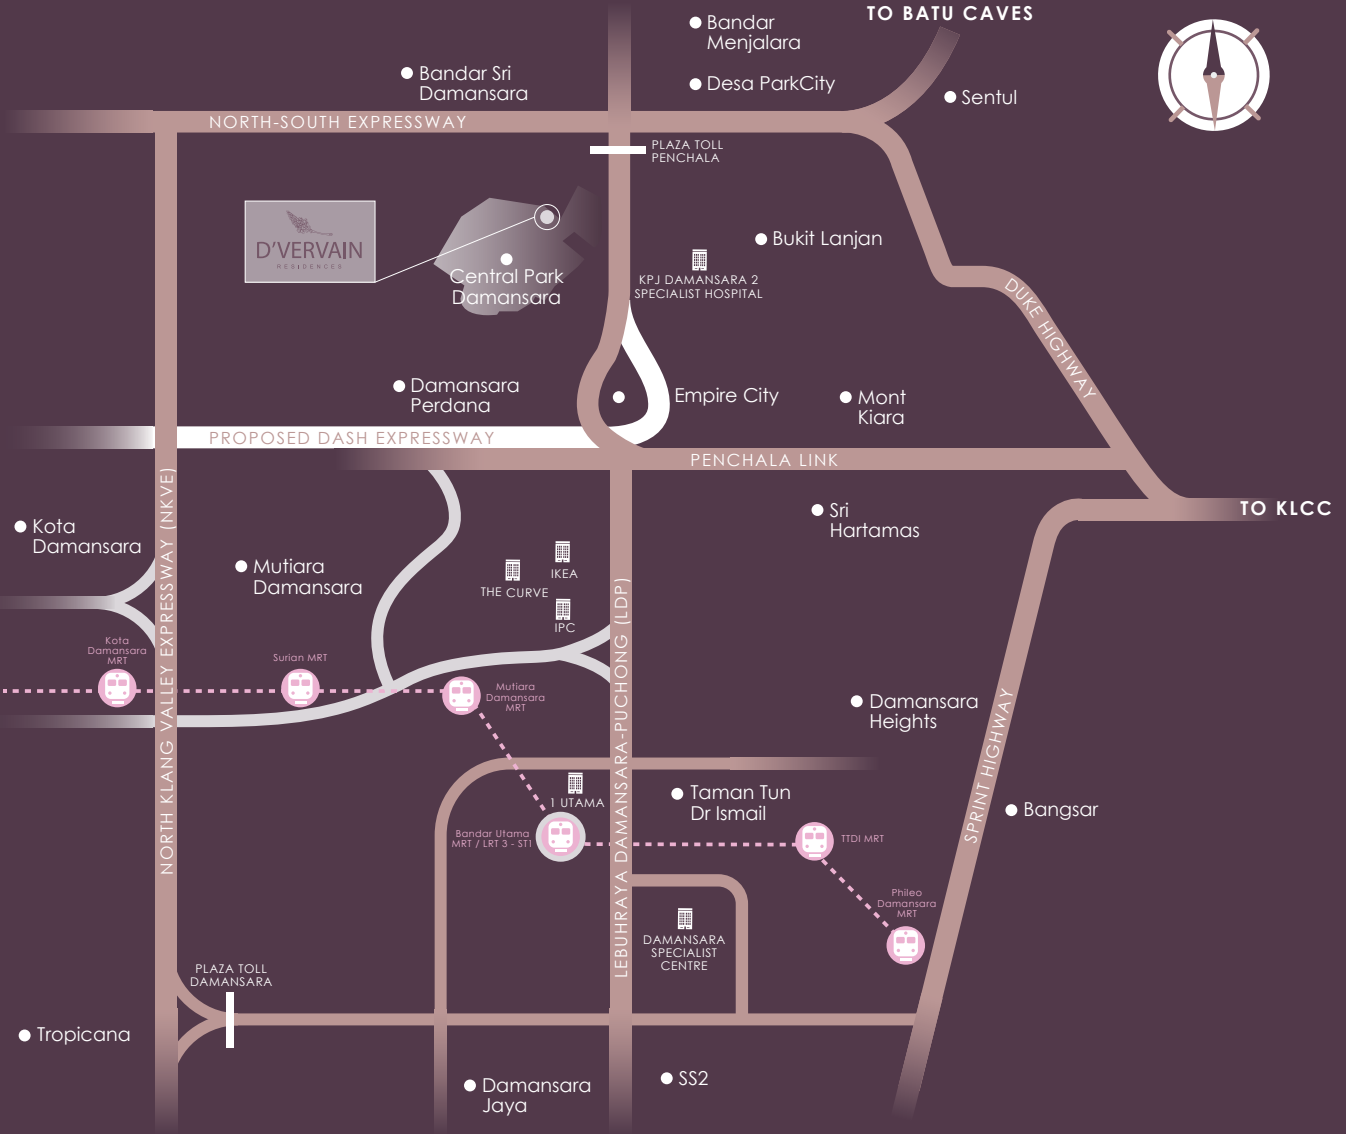 TO BATU CAVES
Bandar
Menjalara
Bandar Sri
Damansara
Desa ParkCity
Sentul
NORTH-SOUTH EXPRESSWAY
PLAZA TOLL
PENCHALA
D'VERVAIN
RESIDENCES
Bukit Lanjan
Central Park
Damansara
KPJ DAMANSARA 2
SPECIALIST HOSPITAL
DUKE HIGHWAY
Damansara
Perdana
Empire City
Mont
Kiara
PROPOSED DASH EXPRESSWAY
PENCHALA LINK
TO KLCC
Sri
Hartamas
Kota
Damansara
Mutiara
Damansara
IKEA
THE CURVE
IPC
NORTH KLANG VALLEY EXPRESSWAY (NKVE)
LEBUHRAYA DAMANSARA-PUCHONG (LDP)
Kota
Damansara
MRT
Surian MRT
Mutiara
Damansara
MRT
Damansara
Heights
SPRINT HIGHWAY
1 UTAMA
Taman Tun
Dr Ismail
Bangsar
Bandar Utama
MRT / LRT 3 - ST1
TTDI MRT
Phileo
Damansara
MRT
DAMANSARA
SPECIALIST
CENTRE
PLAZA TOLL
DAMANSARA
Tropicana
Damansara
Jaya
SS2